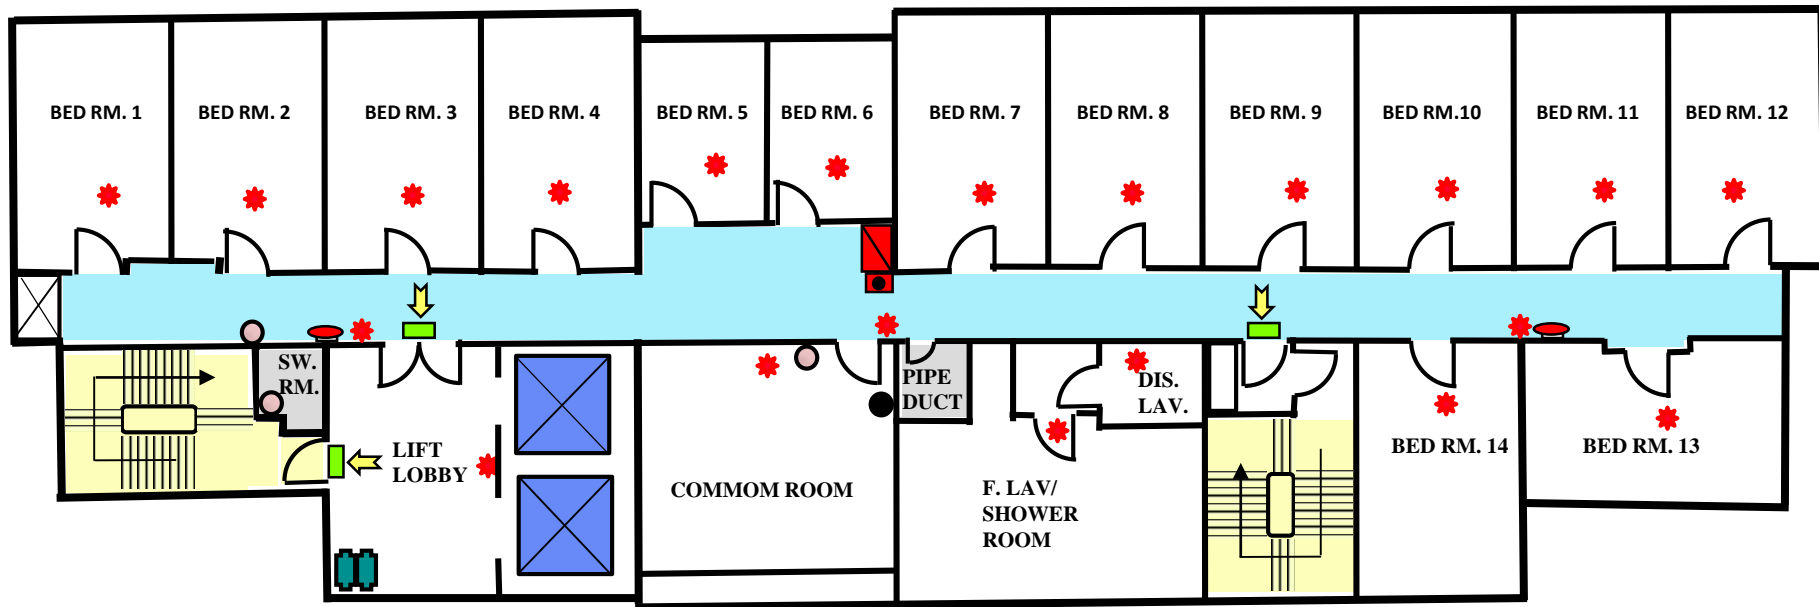 BED RM. 1
BED RM. 2
BED RM. 3
BED RM. 4
BED RM. 5
BED RM. 6
BED RM. 7
BED RM. 8
BED RM. 9
BED RM.10
BED RM. 11
BED RM. 12
SW.
RM.
LIFT
LOBBY
COMMOM ROOM
PIPE
DUCT
DIS.
LAV.
F. LAV/
SHOWER
ROOM
BED RM. 14
BED RM. 13